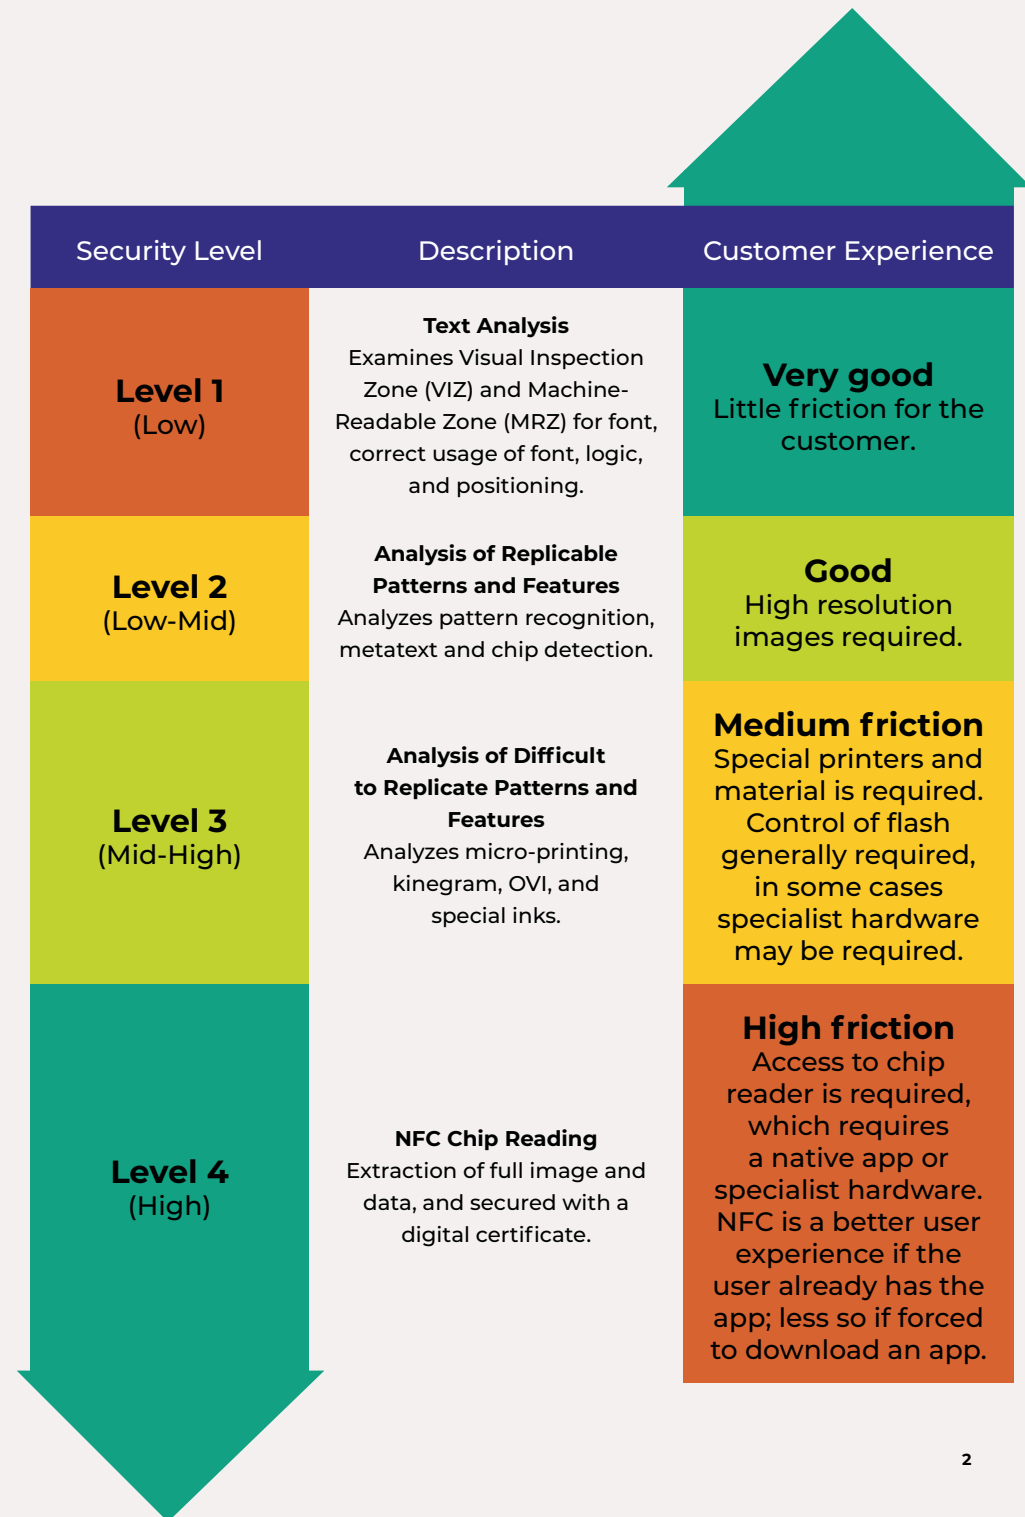 Security Level
Description
Customer Experience
Level 1
(Low)
Text Analysis
Examines Visual Inspection
Zone (VIZ) and Machine-
Readable Zone (MRZ) for font,
correct usage of font, logic,
and positioning.
Very good
Little friction for the
customer.
Level 2
(Low-Mid)
Analysis of Replicable
Patterns and Features
Analyzes pattern recognition,
metatext and chip detection.
Good
High resolution
images required.
Level 3
(Mid-High)
Analysis of Difficult
to Replicate Patterns and
Features
Analyzes micro-printing,
kinegram, OVI, and
special inks.
Medium friction
Special printers and
material is required.
Control of flash
generally required,
in some cases
specialist hardware
may be required.
Level 4
(High)
NFC Chip Reading
Extraction of full image and
data, and secured with a
digital certificate.
High friction
Access to chip
reader is required,
which requires
a native app or
specialist hardware.
NFC is a better user
experience if the
user already has the
app; less so if forced
to download an app.
2